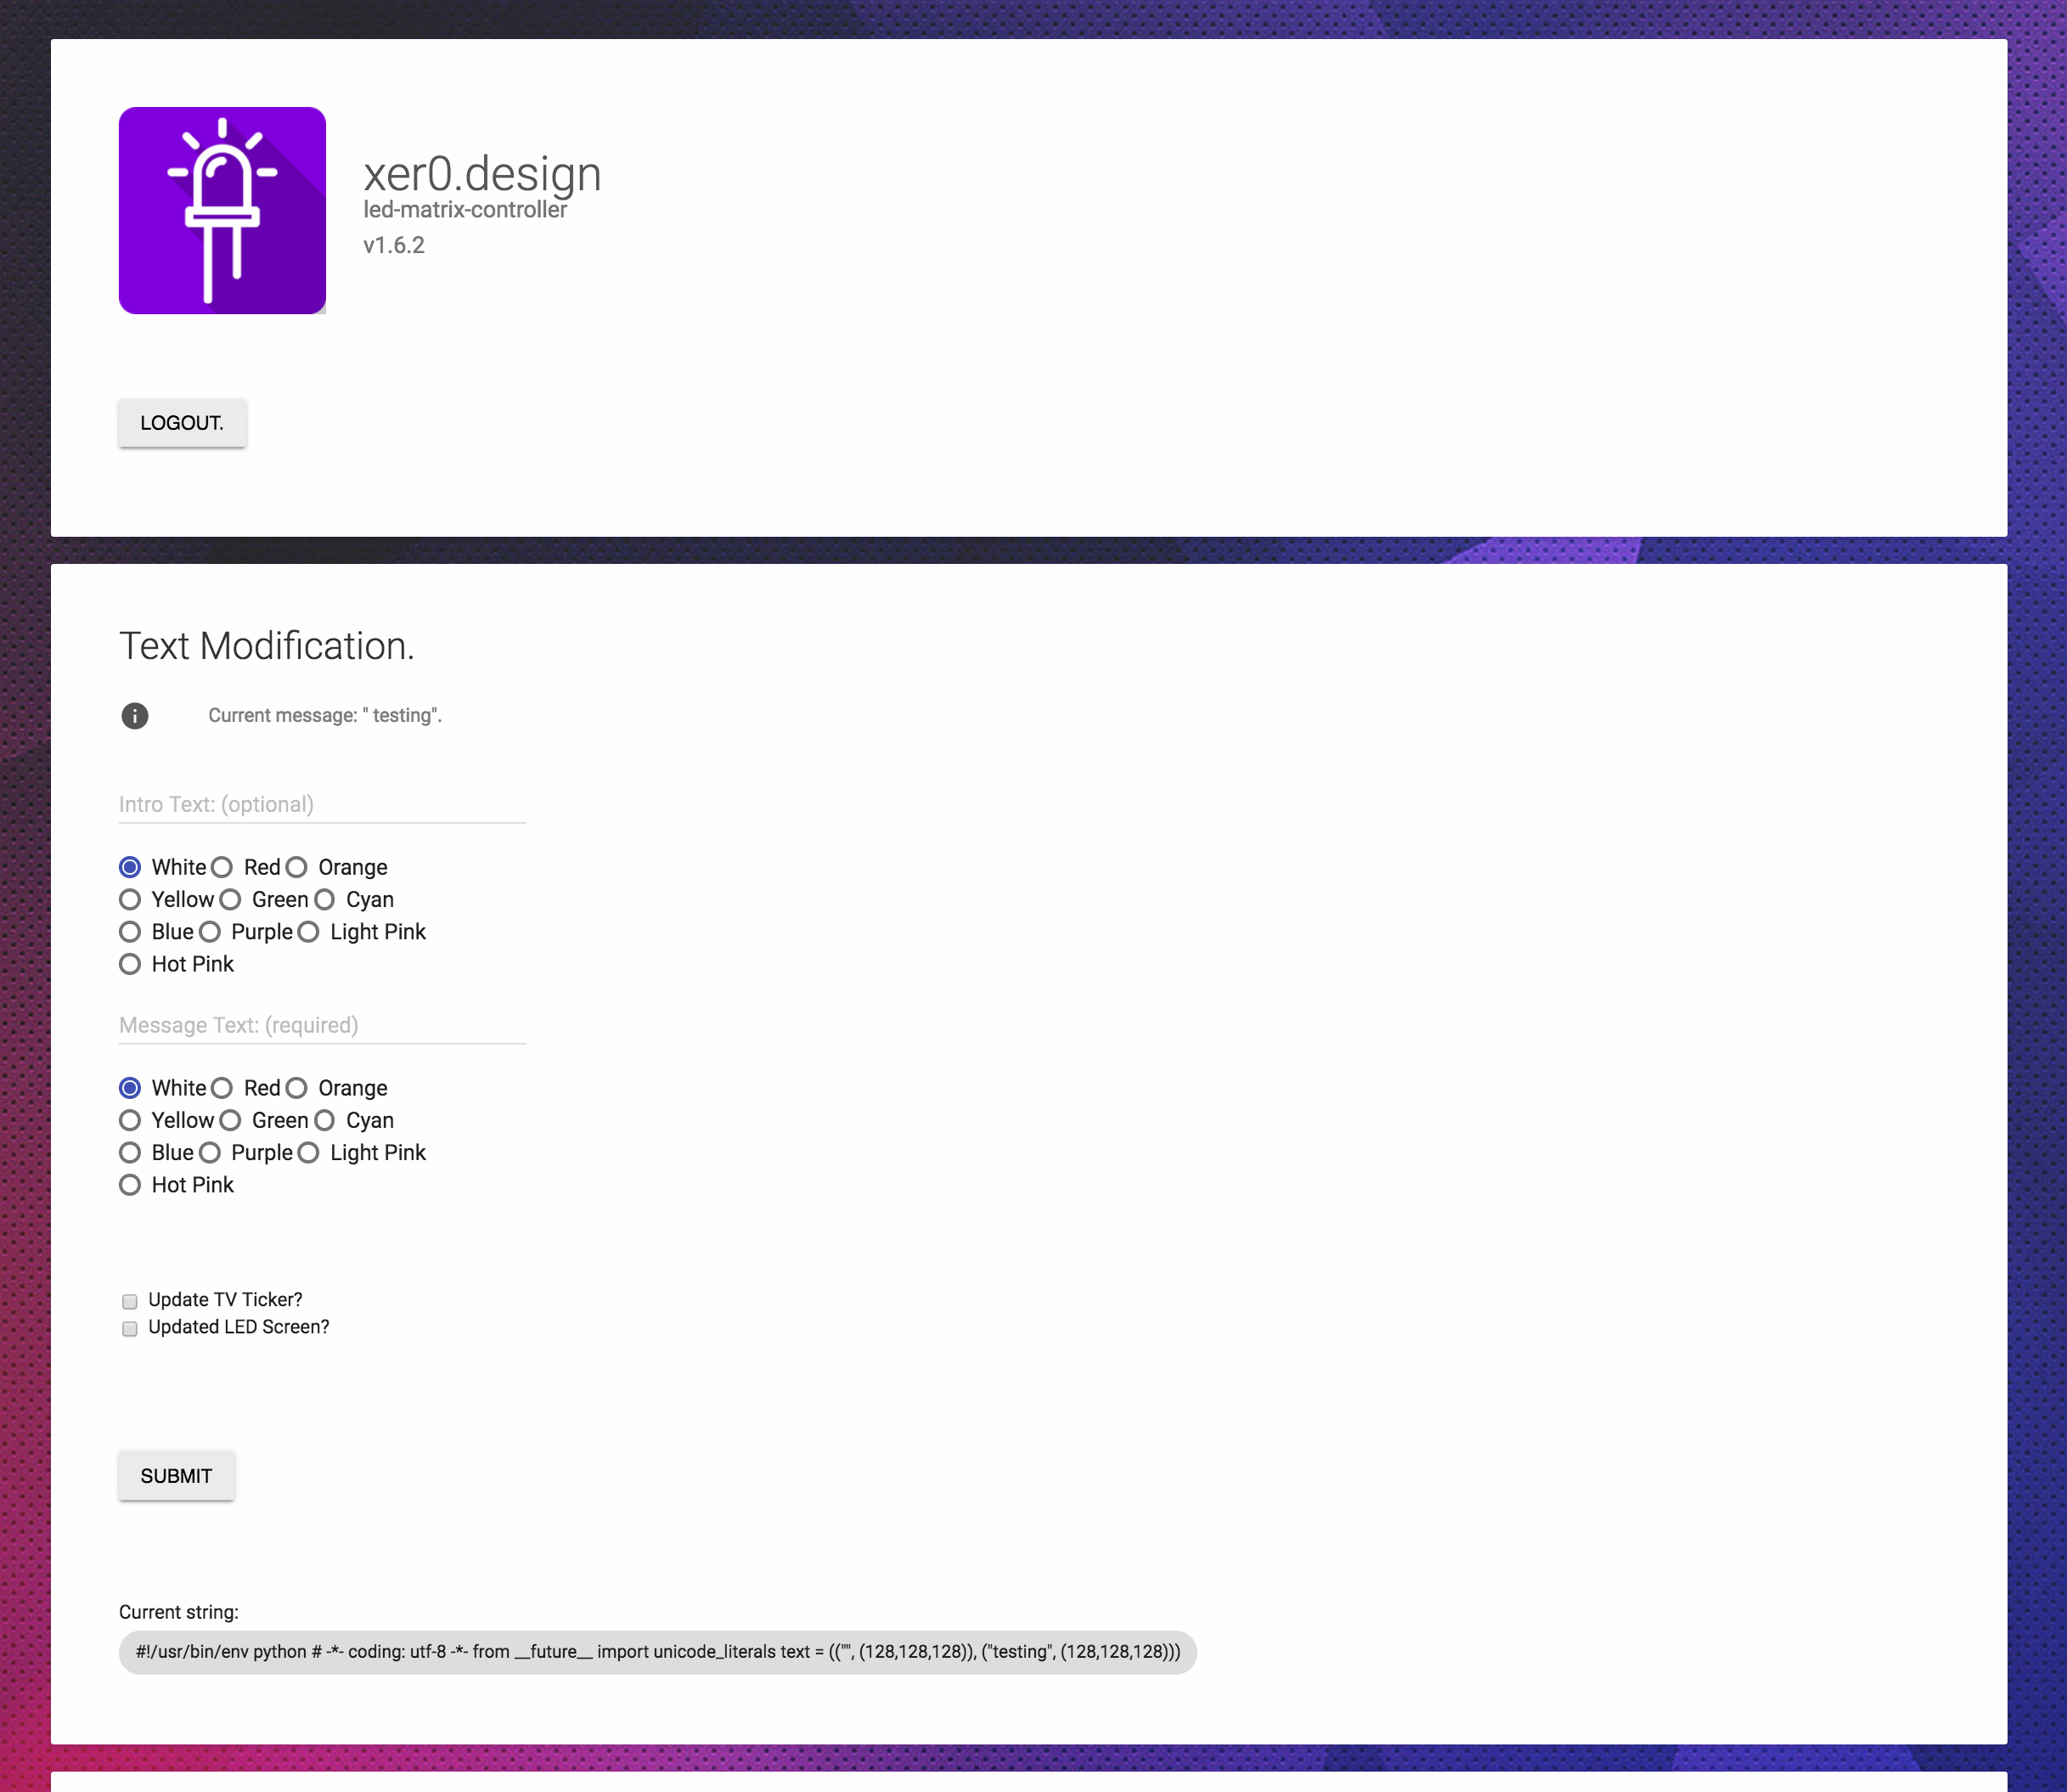 xer0.design
led-matrix-controller
v1.6.2
LOGOUT.
Text Modification.
Current message: " testing".
Intro Text: (optional)
White Red Orange
Yellow Green Cyan
Blue Purple Light Pink
Hot Pink
Message Text: (required)
White Red Orange
Yellow Green Cyan
Blue Purple Light Pink
Hot Pink
Update TV Ticker?
Updated LED Screen?
SUBMIT
Current string:
#!/usr/bin/env python # -*- coding: utf-8 -*- from __future__ import unicode_literals text = (("", (128,128,128)), ("testing", (128,128,128)))